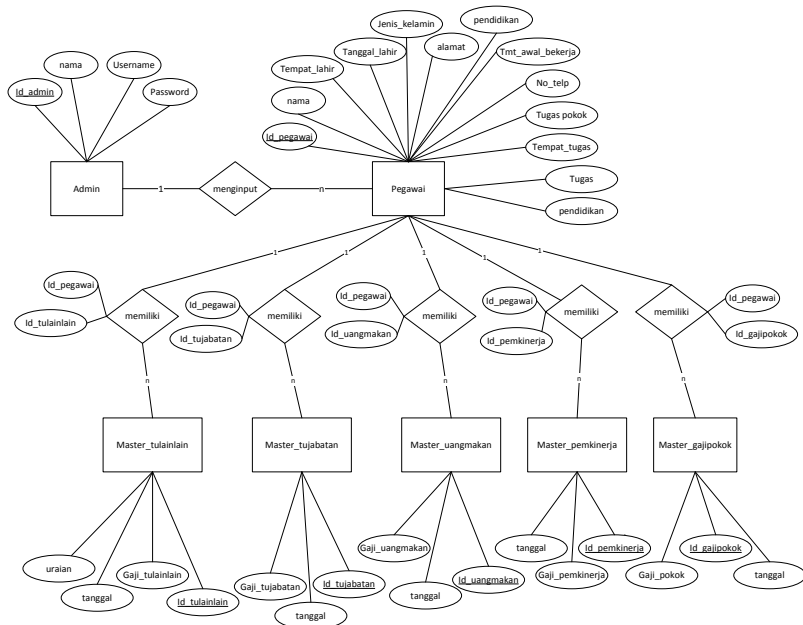 Jenis_kelamin
pendidikan
nama
Username
Tanggal_lahir
alamat
Tmt_awal_bekerja
Id_admin
Password
Tempat_lahir
No_telp
nama
Tugas pokok
Id_pegawai
Tempat_tugas
Admin
1
menginput
n
Pegawai
Tugas
pendidikan
1
1
1
1
1
Id_pegawai
Id_tulainlain
memiliki
Id_pegawai
Id_tujabatan
memiliki
Id_pegawai
Id_uangmakan
memiliki
Id_pegawai
Id_pemkinerja
memiliki
Id_pegawai
Id_gajipokok
memiliki
n
n
n
n
n
Master_tulainlain
Master_tujabatan
Master_uangmakan
Master_pemkinerja
Master_gajipokok
uraian
tanggal
Gaji_tulainlain
Id_tulainlain
Gaji_tujabatan
tanggal
Id_tujabatan
Gaji_uangmakan
tanggal
Id_uangmakan
tanggal
Gaji_pemkinerja
Id_pemkinerja
Gaji_pokok
Id_gajipokok
tanggal